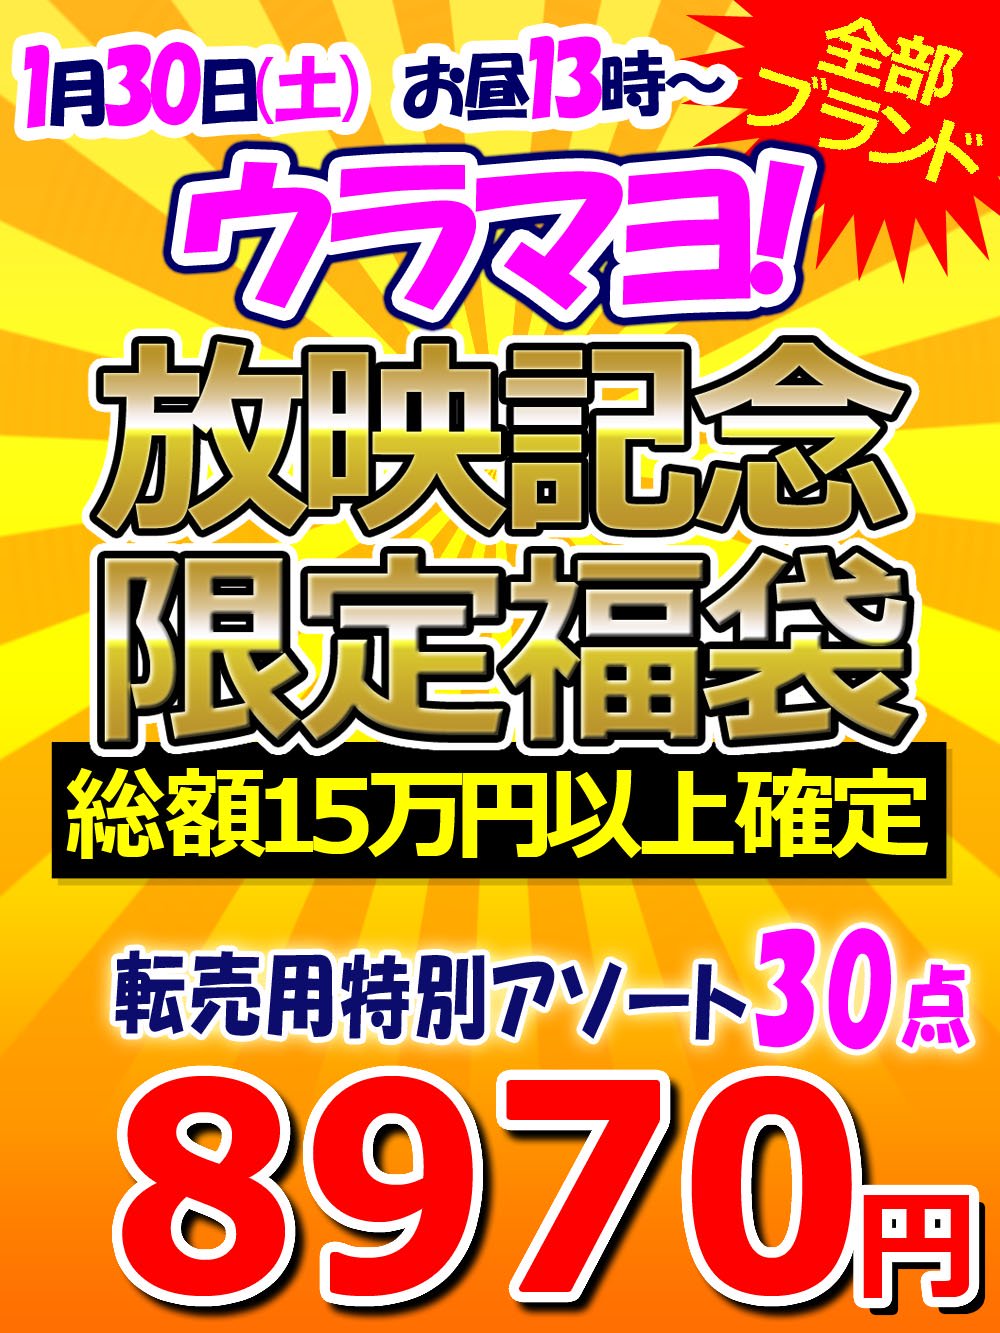 1月30日(土) お昼13時～
全部
ブランド
ウラマヨ!
放映記念
限定福袋
総額15万円以上確定
転売用特別アソート30点
8970円